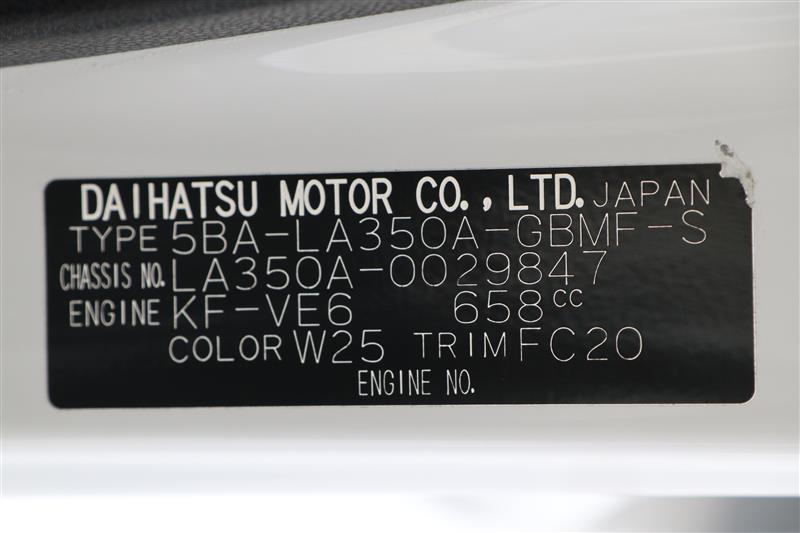 DAIHATSU MOTOR CO., LTD. JAPAN
TYPE 5BA-LA350A-GBMF-S
CHASSIS NO. LA350A-0029847
ENGINE KF-VE6 658cc
COLOR W25 TRIM FC20
ENGINE NO.